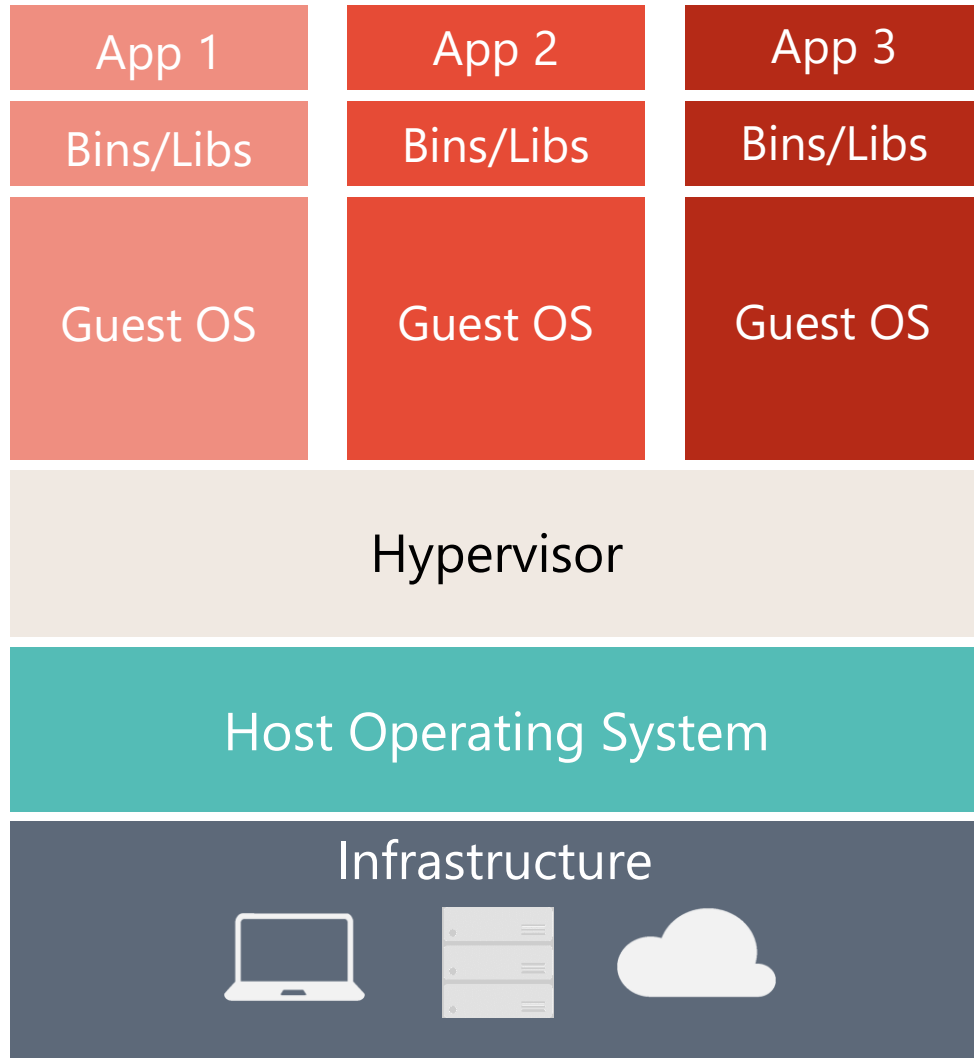 App 1
App 2
App 3
Bins/Libs
Bins/Libs
Bins/Libs
Guest OS
Guest OS
Guest OS
Hypervisor
Host Operating System
Infrastructure